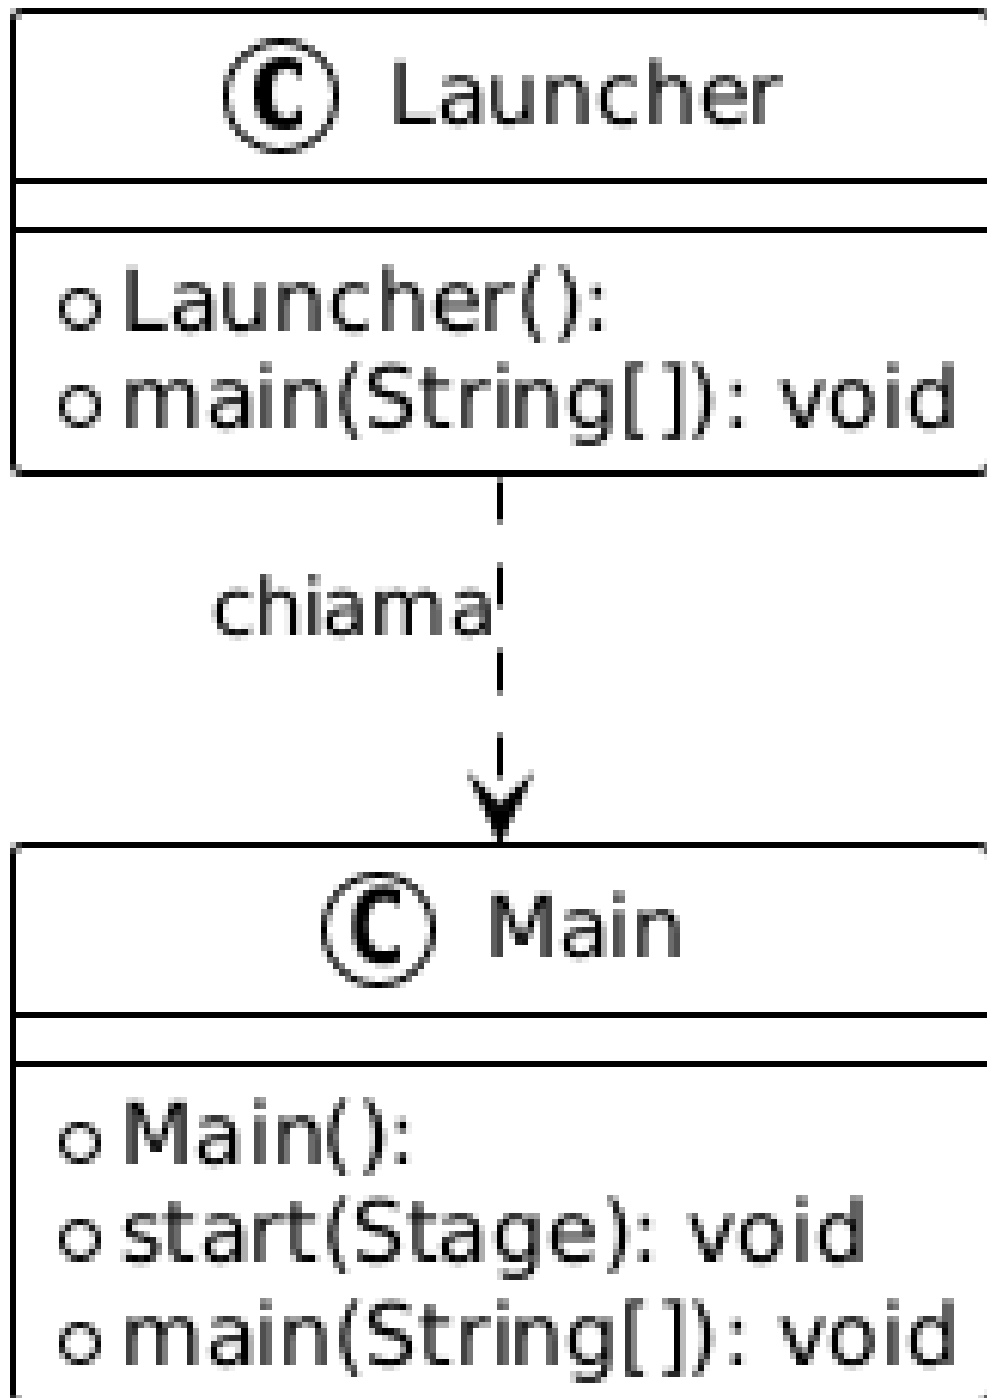 C Launcher
Launcher():
main(String[]): void
chiama
C Main
Main():
start(Stage): void
main(String[]): void